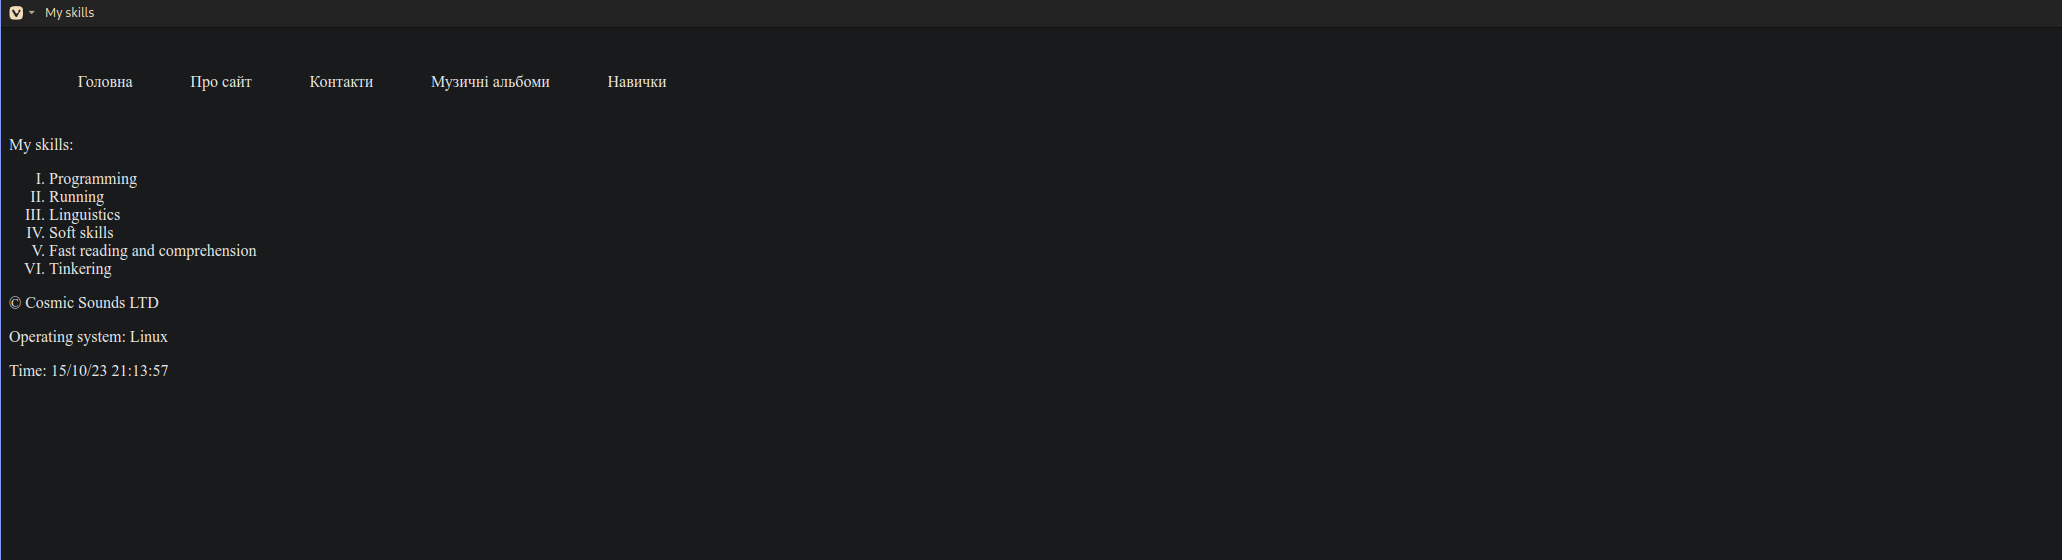 My skills
Головна Про сайт Контакти Музичні альбоми Навички
My skills:
I. Programming
II. Running
III. Linguistics
IV. Soft skills
V. Fast reading and comprehension
VI. Tinkering
© Cosmic Sounds LTD
Operating system: Linux
Time: 15/10/23 21:13:57